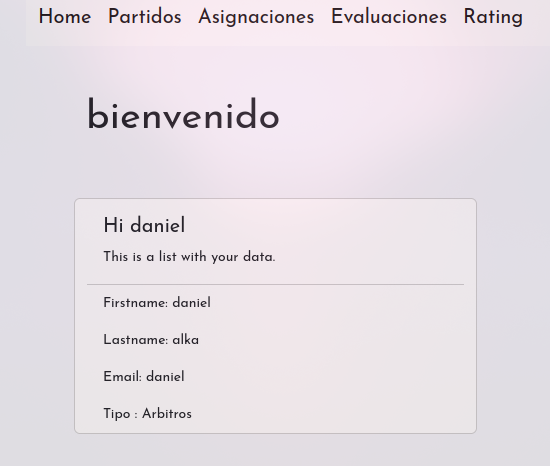 Home Partidos Asignaciones Evaluaciones Rating
bienvenido
Hi daniel
This is a list with your data.
Firstname: daniel
Lastname: alka
Email: daniel
Tipo : Arbitros